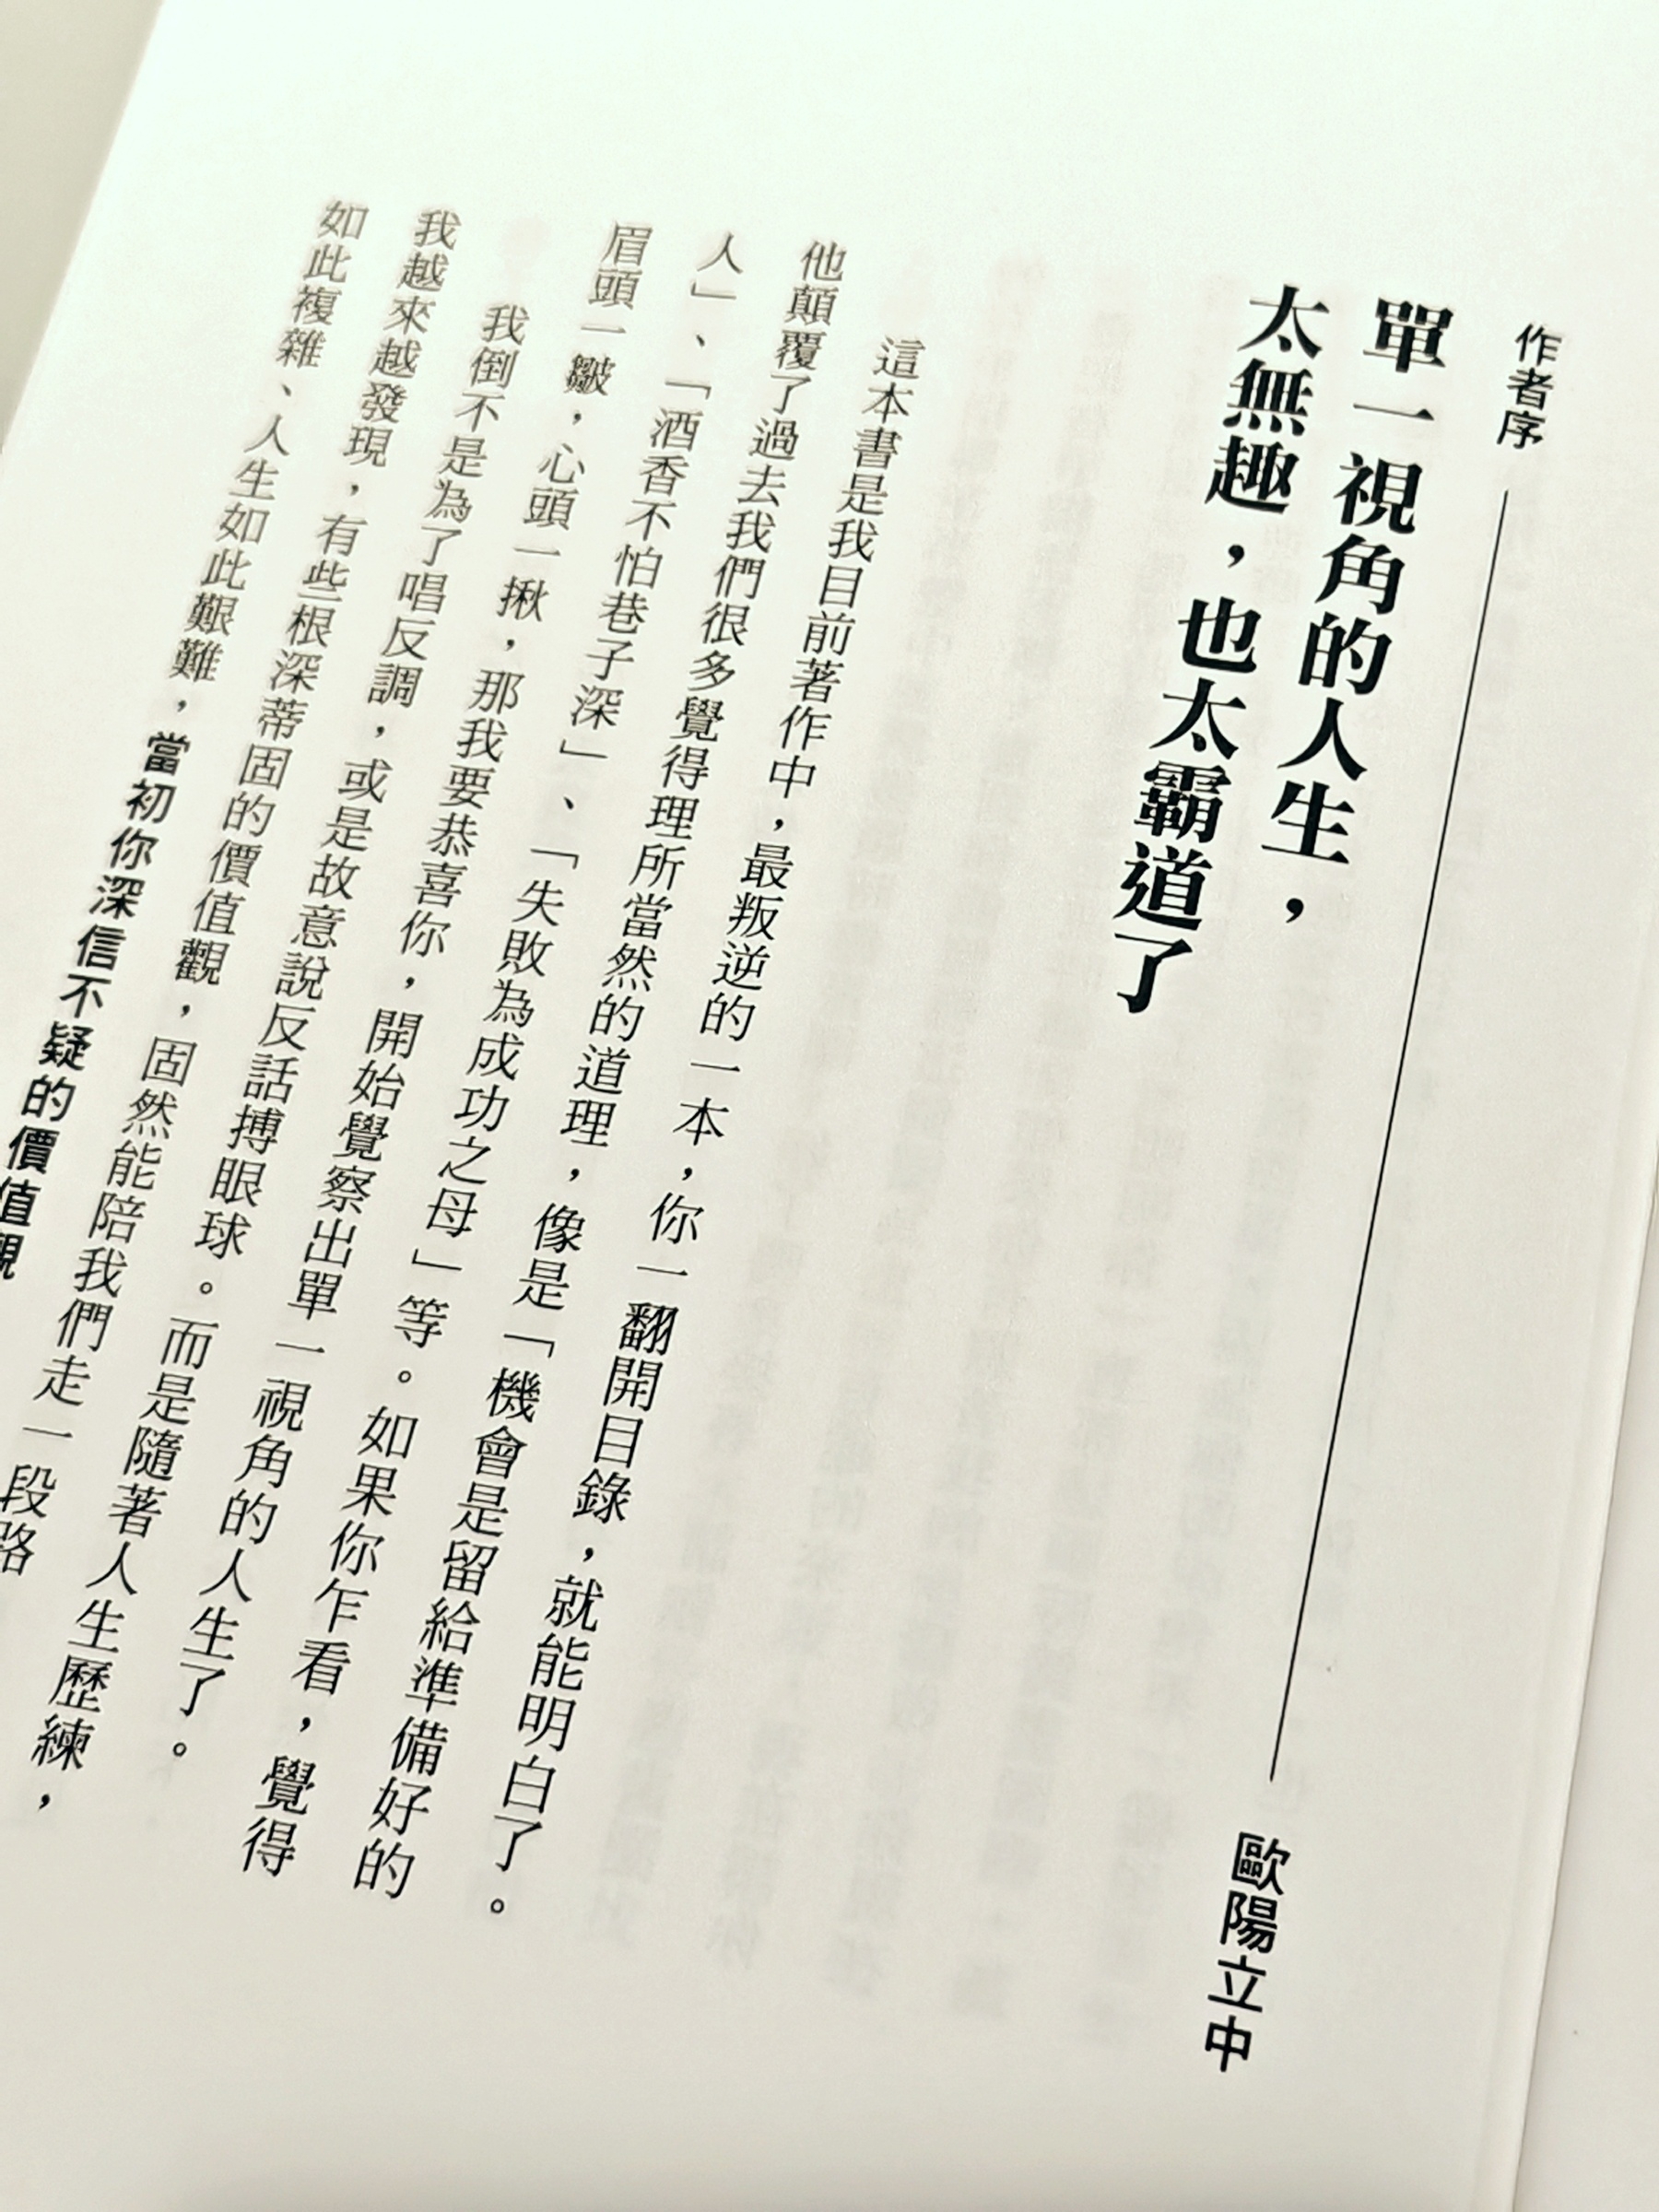 作者序 歐陽立中
單一視角的人生，
太無趣，也太霸道了
這本書是我目前著作中，最叛逆的一本，你一翻開目錄，就能明白了。
他顛覆了過去我們很多覺得理所當然的道理，像是「機會是留給準備好的
人」、「酒香不怕巷子深」、「失敗為成功之母」等。如果你乍看，覺得
眉頭一皺，心頭一揪，那我要恭喜你，開始覺察出單一視角的人生了。
我倒不是為了唱反調，或是故意說反話搏眼球。而是隨著人生歷練，
我越來越發現，有些根深蒂固的價值觀，固然能陪我們走一段路
如此複雜、人生如此艱難，當初你深信不疑的價值觀